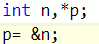 int n,*p;
p= &n;